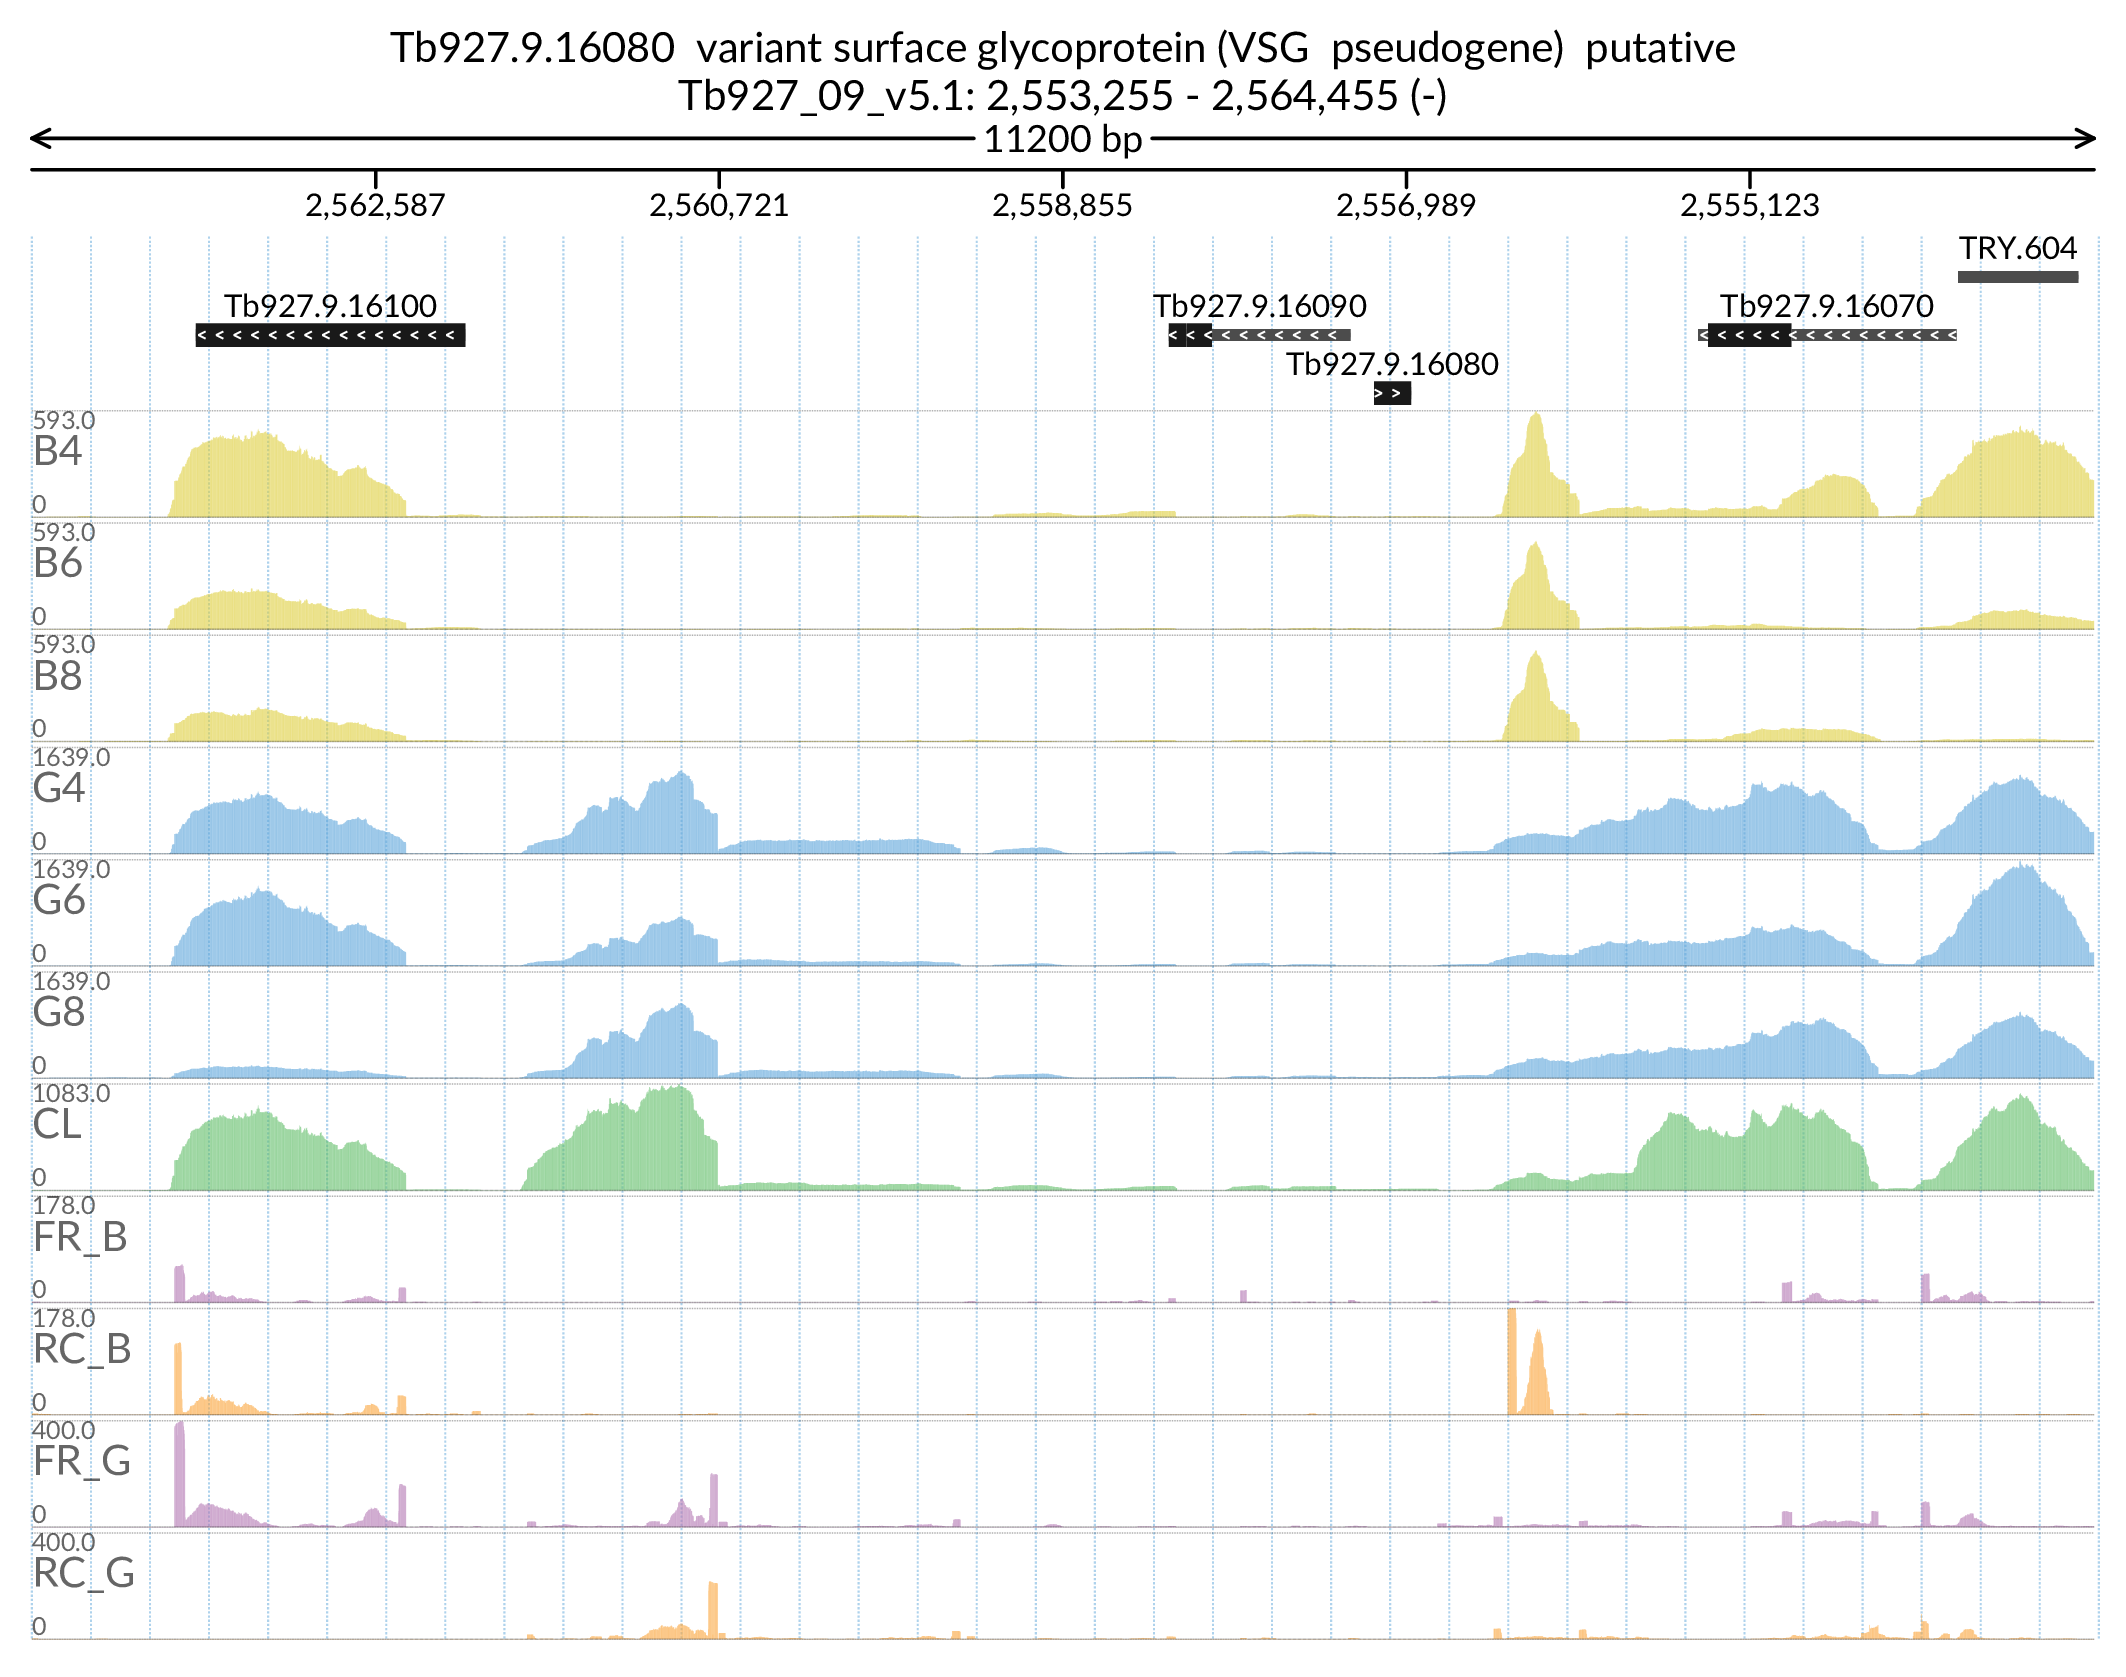 Tb927.9.16080  variant surface glycoprotein (VSG  pseudogene)  putative
Tb927_09_v5.1: 2,553,255 - 2,564,455 (-)
11200 bp
2,562,587 2,560,721 2,558,855 2,556,989 2,555,123
TRY.604
Tb927.9.16100 Tb927.9.16090 Tb927.9.16070
Tb927.9.16080
593.0
B4
0
593.0
B6
0
593.0
B8
0
1639.0
G4
0
1639.0
G6
0
1639.0
G8
0
1083.0
CL
0
178.0
FR_B
0
178.0
RC_B
0
400.0
FR_G
0
400.0
RC_G
0